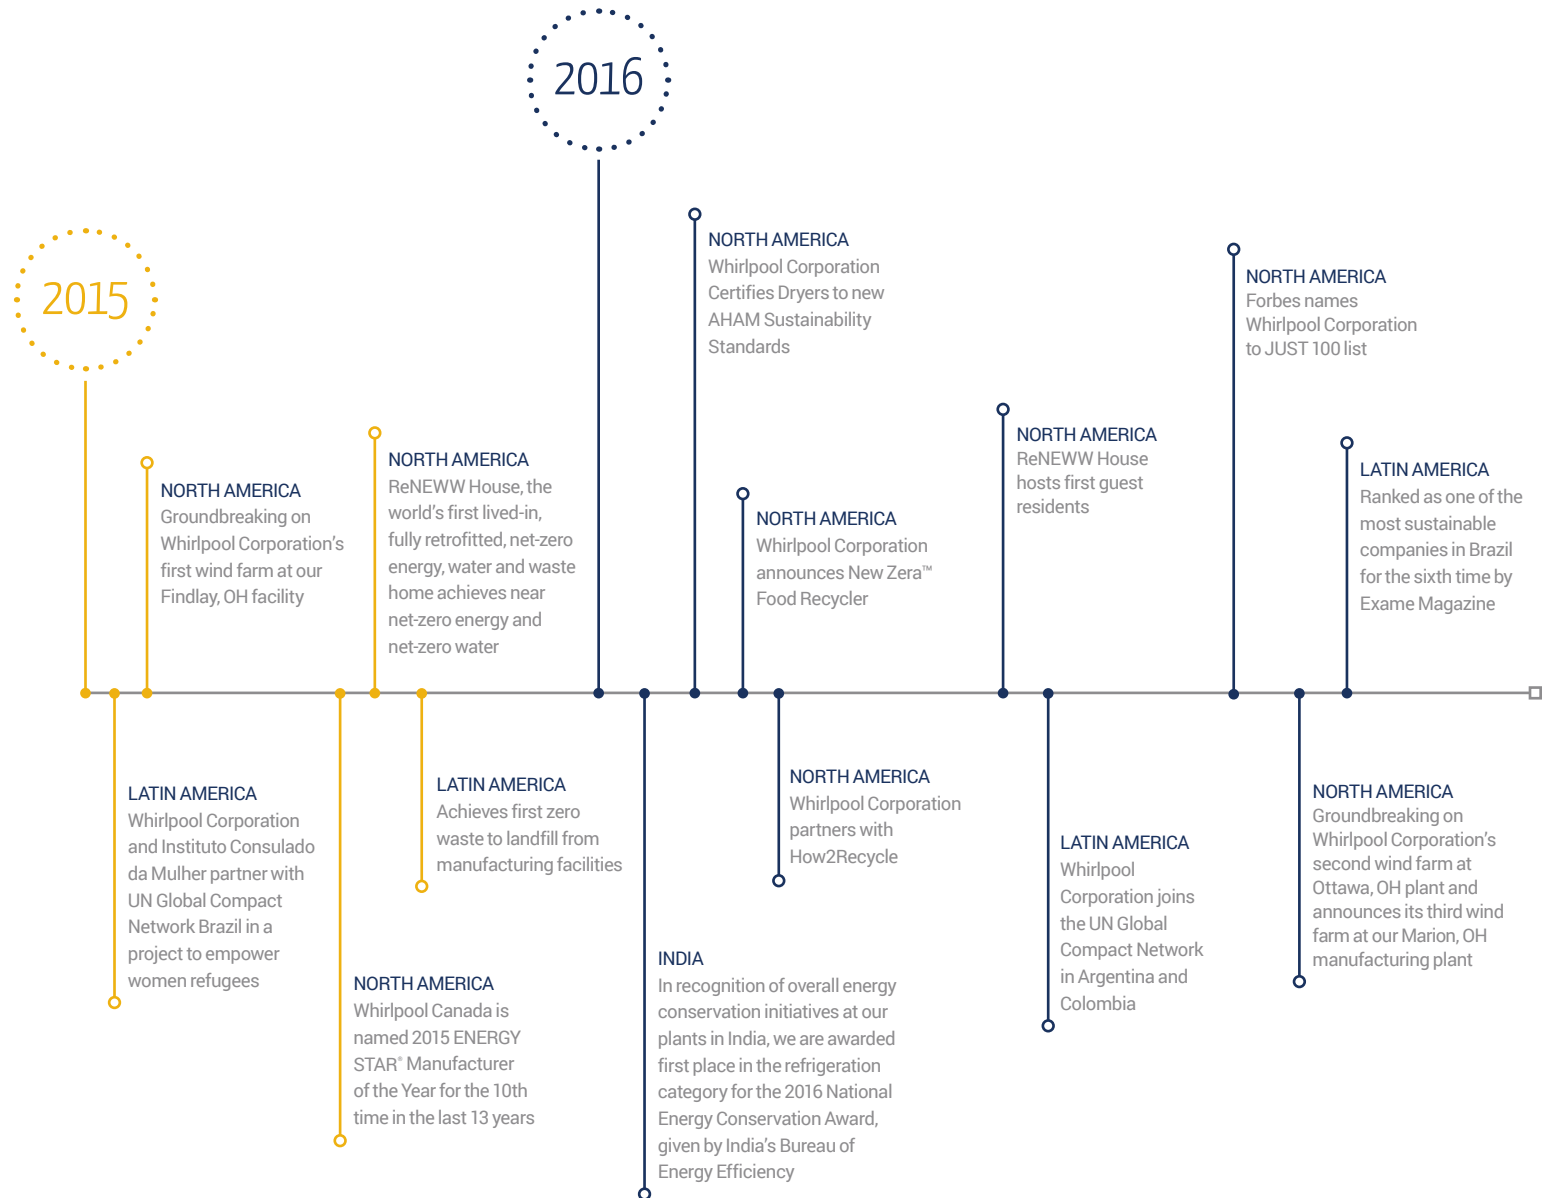 2015
LATIN AMERICA
Whirlpool Corporation
and Instituto Consulado
da Mulher partner with
UN Global Compact
Network Brazil in a
project to empower
women refugees
NORTH AMERICA
Groundbreaking on
Whirlpool Corporation's
first wind farm at our
Findlay, OH facility
NORTH AMERICA
Whirlpool Canada is
named 2015 ENERGY
STAR® Manufacturer
of the Year for the 10th
time in the last 13 years
NORTH AMERICA
ReNEWW House, the
world's first lived-in,
fully retrofitted, net-zero
energy, water and waste
home achieves near
net-zero energy and
net-zero water
LATIN AMERICA
Achieves first zero
waste to landfill from
manufacturing facilities
2016
INDIA
In recognition of overall energy
conservation initiatives at our
plants in India, we are awarded
first place in the refrigeration
category for the 2016 National
Energy Conservation Award,
given by India's Bureau of
Energy Efficiency
NORTH AMERICA
Whirlpool Corporation
Certifies Dryers to new
AHAM Sustainability
Standards
NORTH AMERICA
Whirlpool Corporation
announces New Zera™
Food Recycler
NORTH AMERICA
Whirlpool Corporation
partners with
How2Recycle
NORTH AMERICA
ReNEWW House
hosts first guest
residents
LATIN AMERICA
Whirlpool
Corporation joins
the UN Global
Compact Network
in Argentina and
Colombia
NORTH AMERICA
Forbes names
Whirlpool Corporation
to JUST 100 list
NORTH AMERICA
Groundbreaking on
Whirlpool Corporation's
second wind farm at
Ottawa, OH plant and
announces its third wind
farm at our Marion, OH
manufacturing plant
LATIN AMERICA
Ranked as one of the
most sustainable
companies in Brazil
for the sixth time by
Exame Magazine